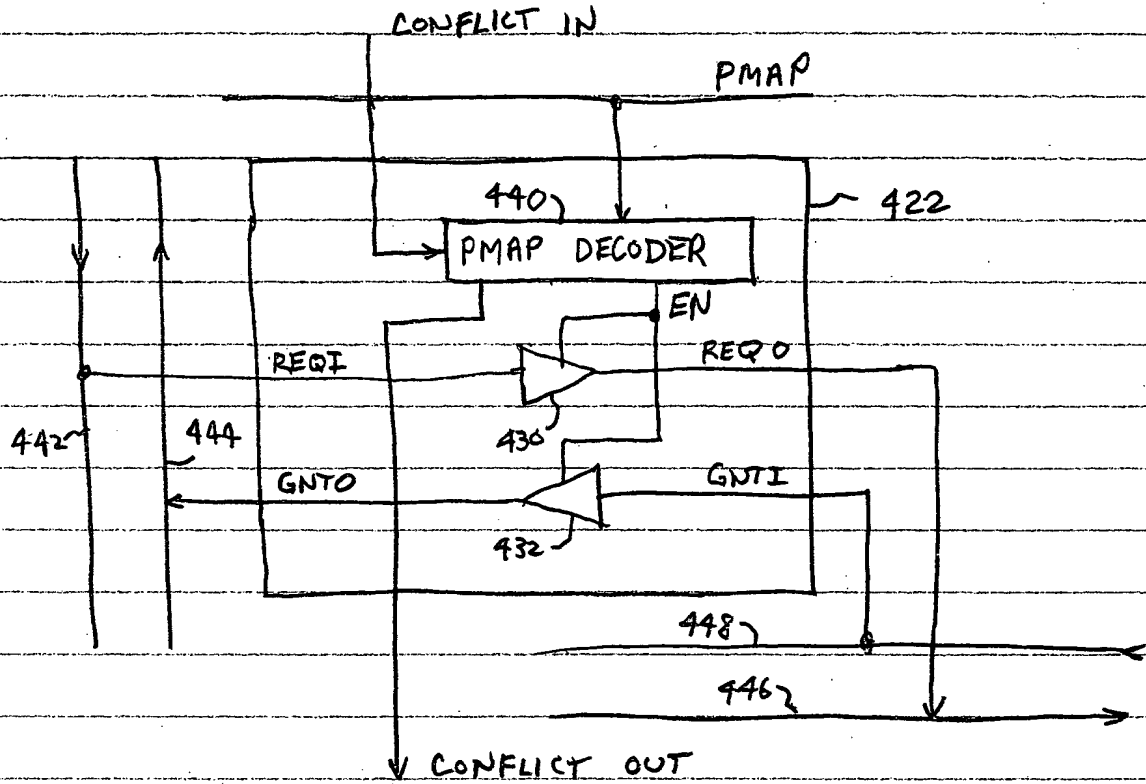 CONFLICT IN
PMAP
440
422
PMAP DECODER
EN
REQI
REQO
442
444
430
GNTO
GNTI
432
448
446
CONFLICT OUT